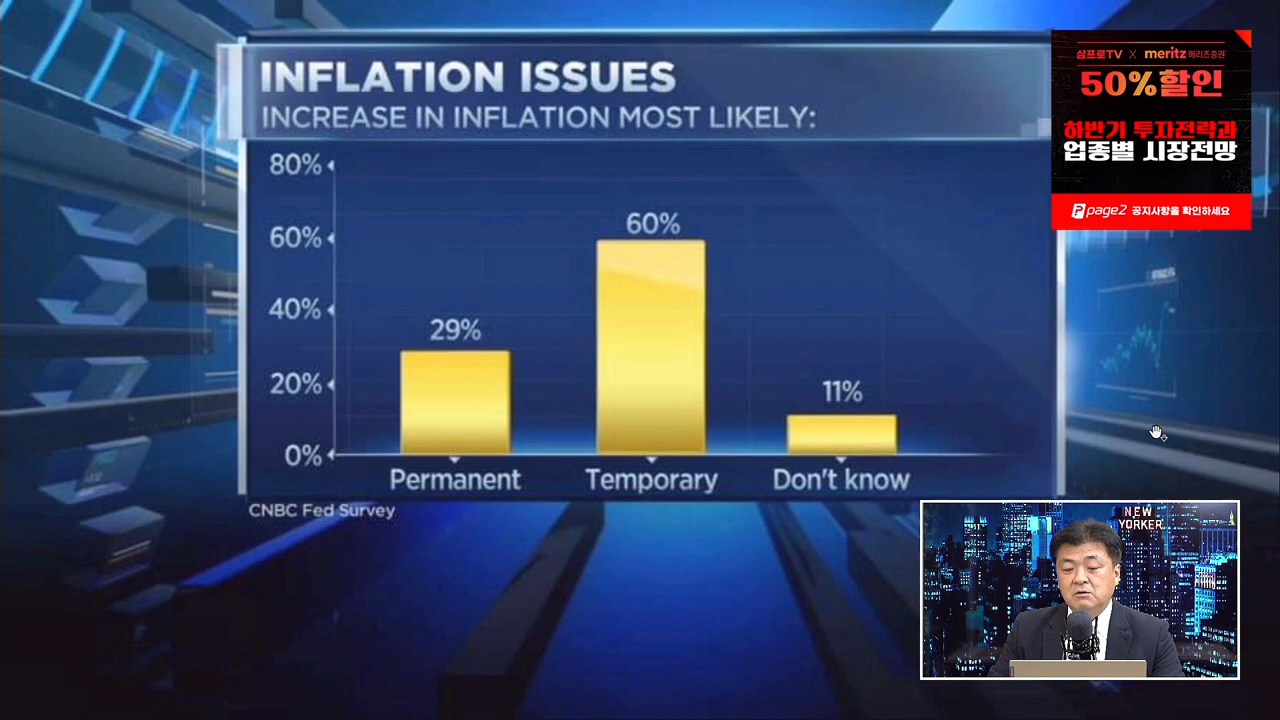 INFLATION ISSUES
INCREASE IN INFLATION MOST LIKELY:
80%
60%
40%
20%
0%
29%
60%
11%
Permanent
Temporary
Don't know
CNBC Fed Survey
삼프로TV X meritz 메리츠증권
50%할인
하반기 투자전략과
업종별 시장전망
page2 공지사항을 확인하세요
NEW
YORKER